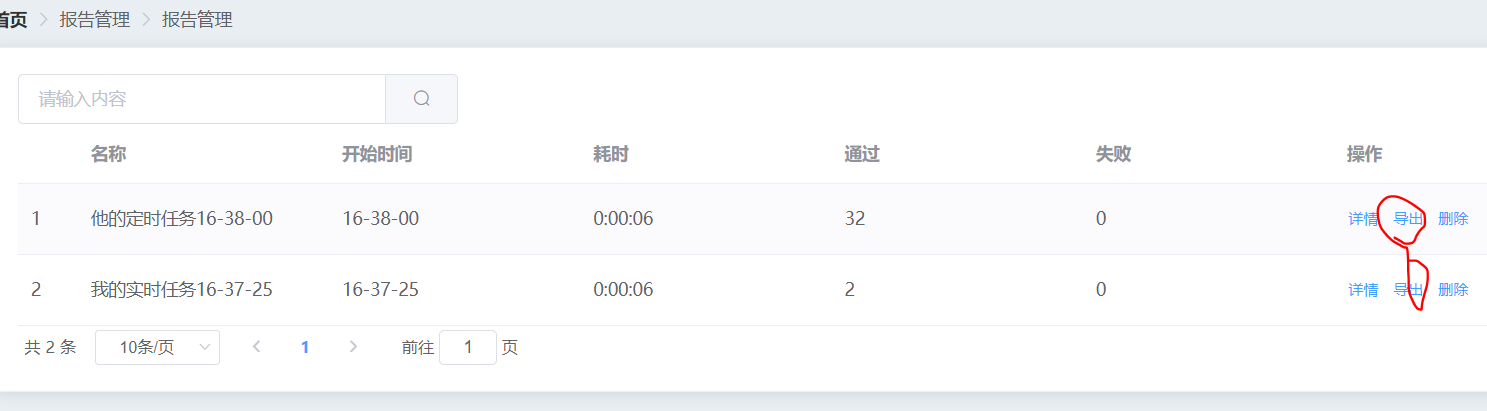 首页 > 报告管理 > 报告管理
请输入内容
名称 开始时间 耗时 通过 失败 操作
1 他的定时任务16-38-00 16-38-00 0:00:06 32 0 详情 导出 删除
2 我的实时任务16-37-25 16-37-25 0:00:06 2 0 详情 导出 删除
共 2 条 10条/页 < 1 > 前往 1 页